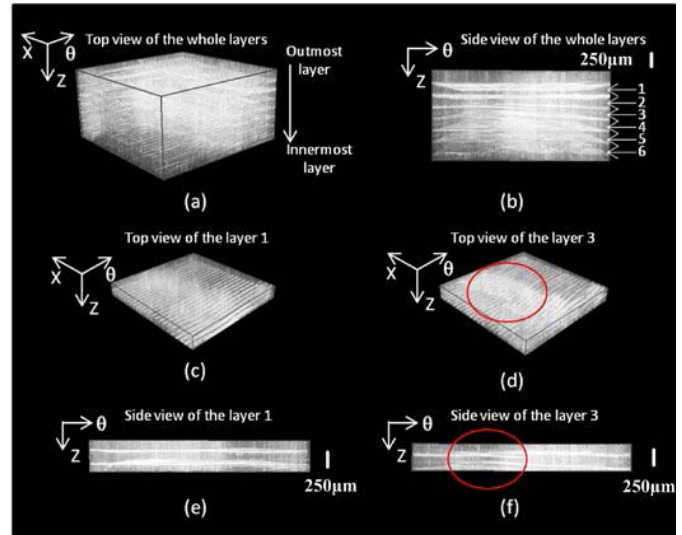 Top view of the whole layers
X
θ
Z
Outmost
layer
Innermost
layer
(a)
Side view of the whole layers
θ
Z
250μm
1
2
3
4
5
6
(b)
Top view of the layer 1
X
θ
Z
(c)
Top view of the layer 3
X
θ
Z
(d)
Side view of the layer 1
θ
Z
250μm
(e)
Side view of the layer 3
θ
Z
250μm
(f)